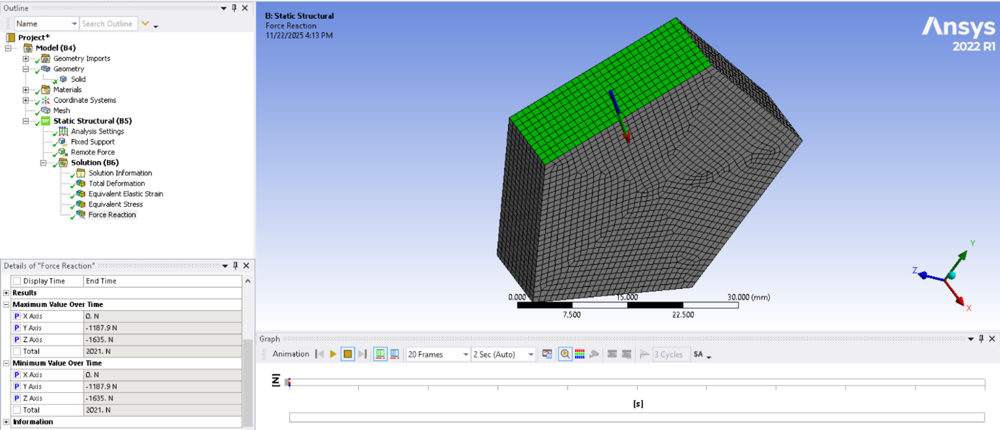 Outline
Name
Search Outline
Project*
Model (B4)
Geometry Imports
Geometry
Solid
Materials
Coordinate Systems
Mesh
Static Structural (B5)
Analysis Settings
Fixed Support
Remote Force
Solution (B6)
Solution Information
Total Deformation
Equivalent Elastic Strain
Equivalent Stress
Force Reaction
Details of "Force Reaction"
Display Time End Time
Results
Maximum Value Over Time
P X Axis 0. N
P Y Axis -1187.9 N
P Z Axis -1635. N
Total 2021. N
Minimum Value Over Time
P X Axis 0. N
P Y Axis -1187.9 N
P Z Axis -1635. N
Total 2021. N
Information
B: Static Structural
Force Reaction
11/22/2025 4:13 PM
Ansys
2022 R1
0.000 15.000 30.000 (mm)
7.500 22.500
Y
Z
X
Graph
Animation 20 Frames 2 Sec (Auto) 3 Cycles SA
[N]
[s]